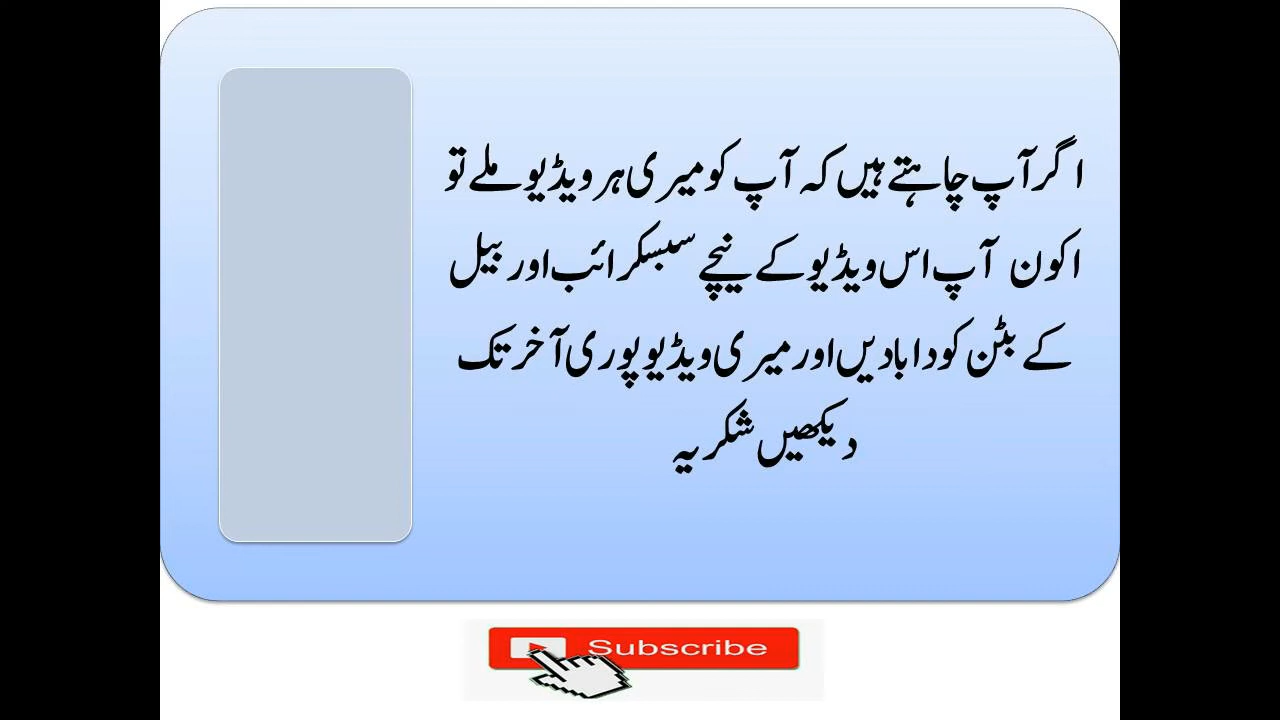 اگر آپ چاہتے ہیں کہ آپ کو میری ہر ویڈیو ملے تو
اکون آپ اس ویڈیو کے نیچے سبسکرائب اور بیل
کے بٹن کو دابادیں اور میری ویڈیو پوری آخر تک
دیکھیں شکریہ
Subscribe